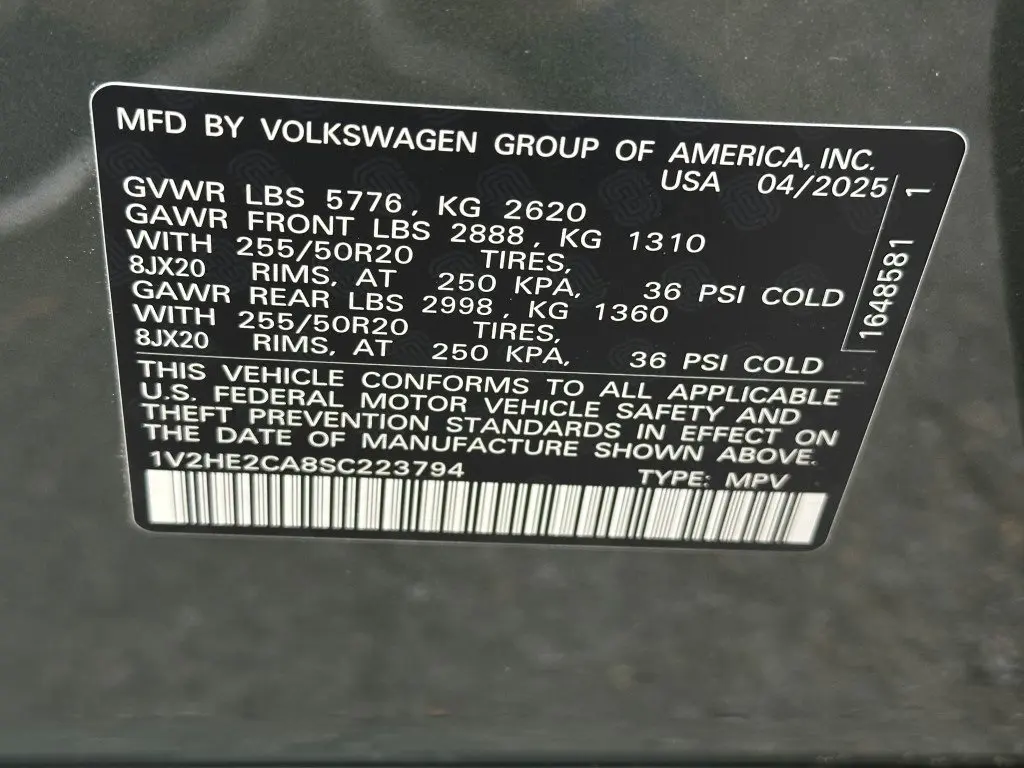 MFD BY VOLKSWAGEN GROUP OF AMERICA, INC.
USA 04/2025
GVWR LBS 5776, KG 2620
GAWR FRONT LBS 2888, KG 1310
WITH 255/50R20 TIRES,
8JX20 RIMS, AT 250 KPA, 36 PSI COLD
GAWR REAR LBS 2998, KG 1360
WITH 255/50R20 TIRES,
8JX20 RIMS, AT 250 KPA, 36 PSI COLD
THIS VEHICLE CONFORMS TO ALL APPLICABLE
U.S. FEDERAL MOTOR VEHICLE SAFETY AND
THEFT PREVENTION STANDARDS IN EFFECT ON
THE DATE OF MANUFACTURE SHOWN ABOVE.
1V2HE2CA8SC223794 TYPE: MPV
1648581 1